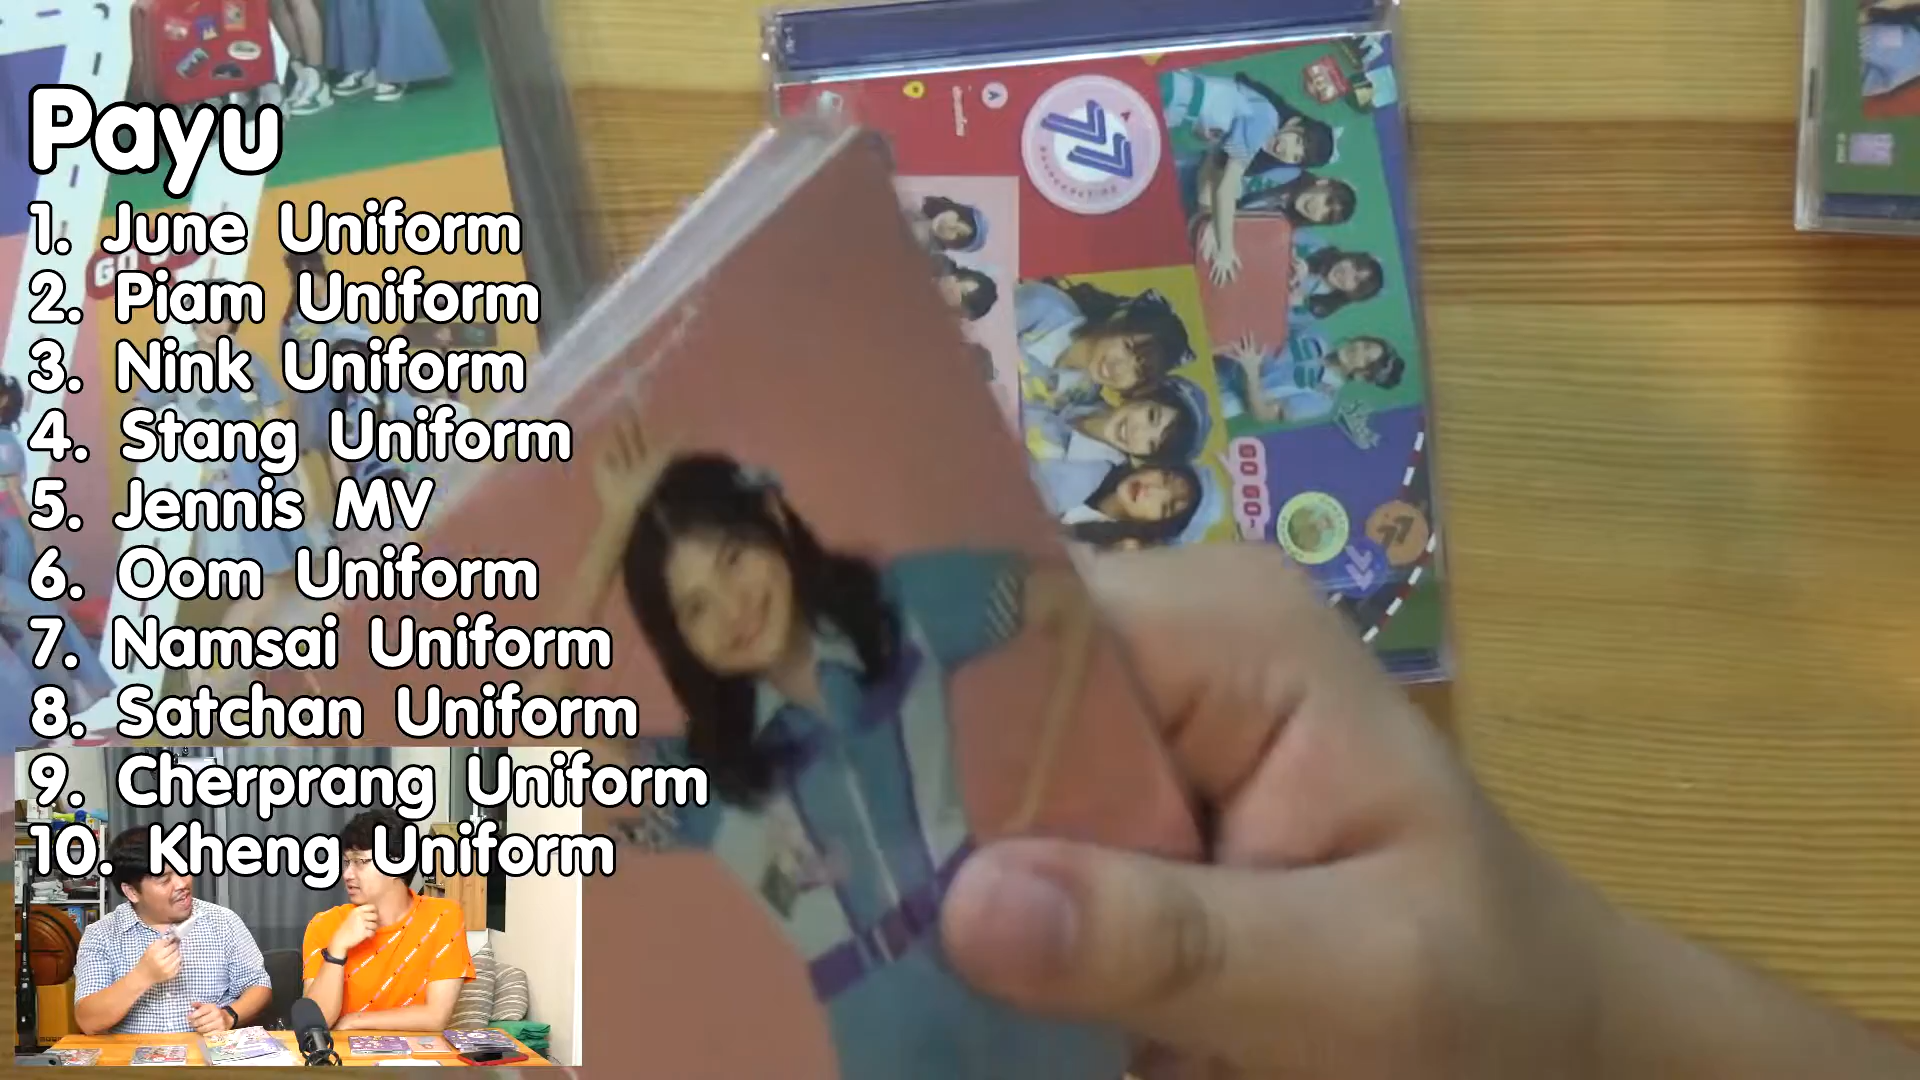 Payu
1. June Uniform
2. Piam Uniform
3. Nink Uniform
4. Stang Uniform
5. Jennis MV
6. Oom Uniform
7. Namsai Uniform
8. Satchan Uniform
9. Cherprang Uniform
10. Kheng Uniform